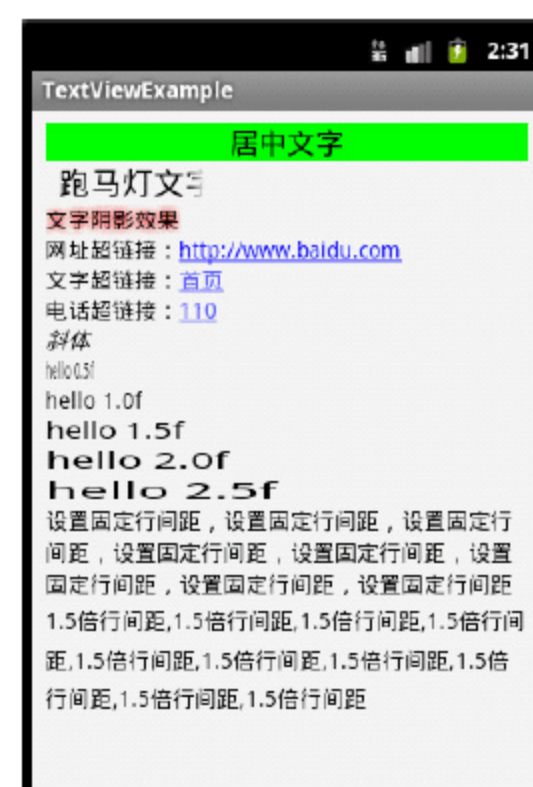 2:31
TextViewExample
居中文字
跑马灯文字
文字阴影效果
网址超链接：http://www.baidu.com
文字超链接：首页
电话超链接：110
斜体
hello 0.5f
hello 1.0f
hello 1.5f
hello 2.0f
hello 2.5f
设置固定行间距，设置固定行间距，设置固定行
间距，设置固定行间距，设置固定行间距，设置
固定行间距，设置固定行间距，设置固定行间距
1.5倍行间距,1.5倍行间距,1.5倍行间距,1.5倍行间
距,1.5倍行间距,1.5倍行间距,1.5倍行间距,1.5倍
行间距,1.5倍行间距,1.5倍行间距